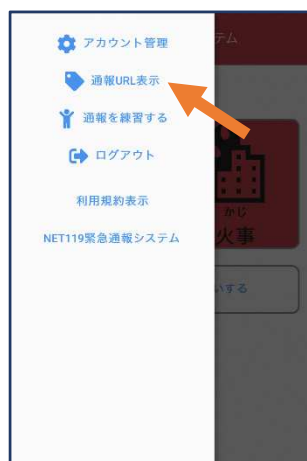 アカウント管理
テム
通報URL表示
通報を練習する
ログアウト
利用規約表示
NET119緊急通報システム
かじ
火事
いする